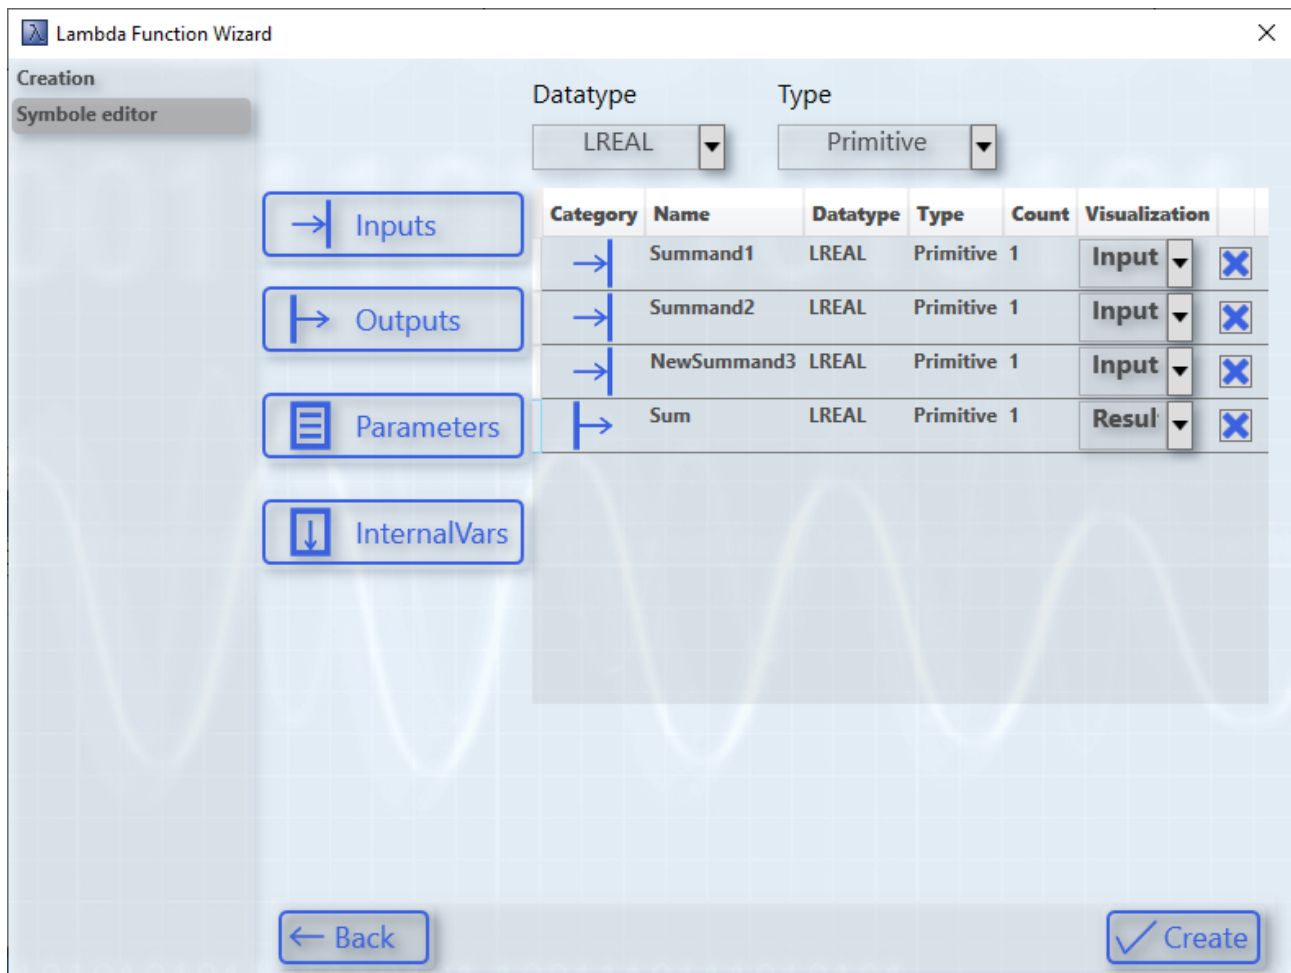 Lambda Function Wizard
Creation
Symbole editor
Datatype Type
LREAL Primitive
Inputs
Outputs
Parameters
InternalVars
Category Name Datatype Type Count Visualization
Summand1 LREAL Primitive 1 Input
Summand2 LREAL Primitive 1 Input
NewSummand3 LREAL Primitive 1 Input
Sum LREAL Primitive 1 Resul
Back
Create